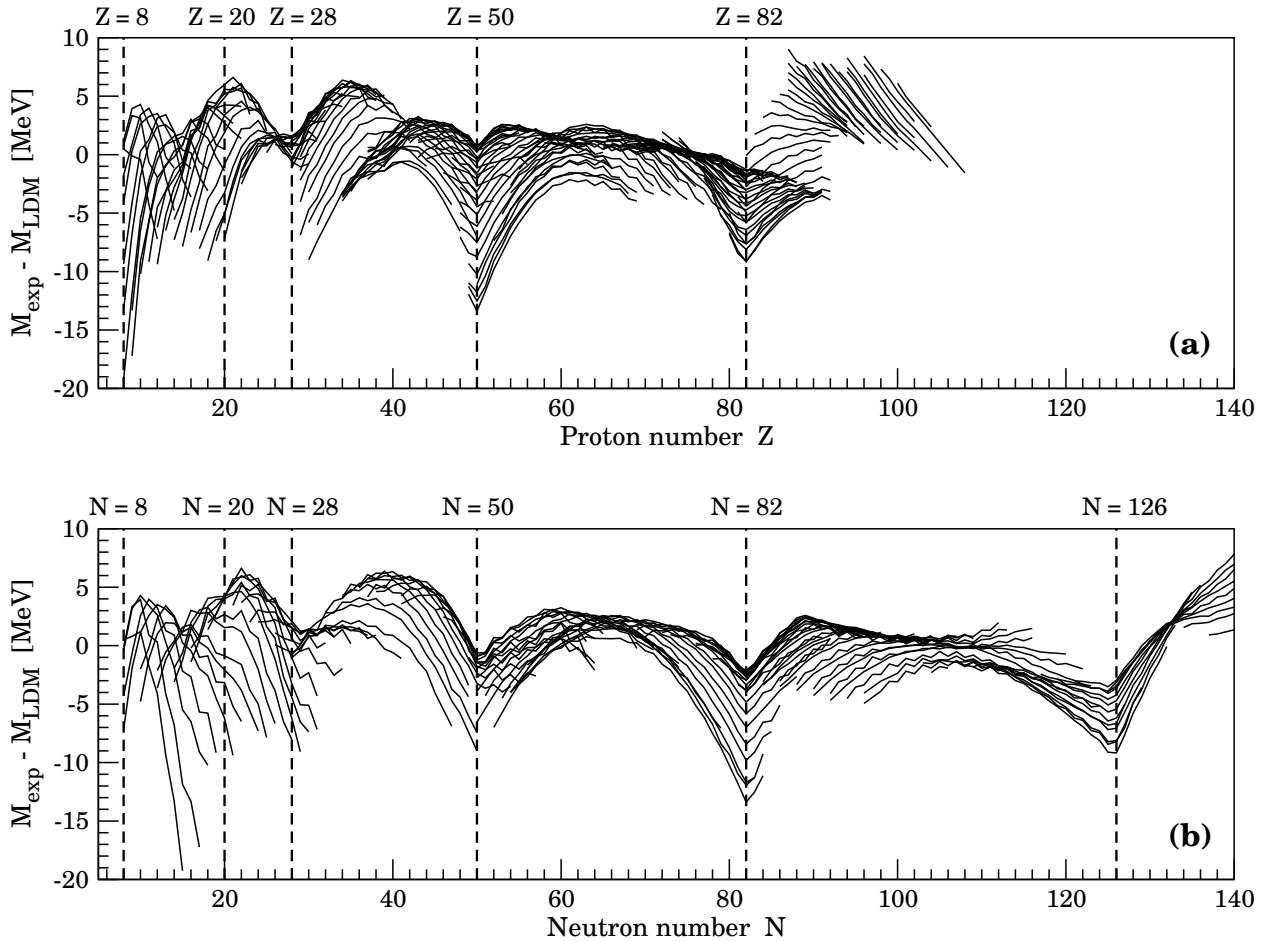 Z = 8 Z = 20 Z = 28 Z = 50 Z = 82
10
5
0
-5
-10
-15
-20
M_exp - M_LDM [MeV]
(a)
20 40 60 80 100 120 140
Proton number Z
N = 8 N = 20 N = 28 N = 50 N = 82 N = 126
10
5
0
-5
-10
-15
-20
M_exp - M_LDM [MeV]
(b)
20 40 60 80 100 120 140
Neutron number N